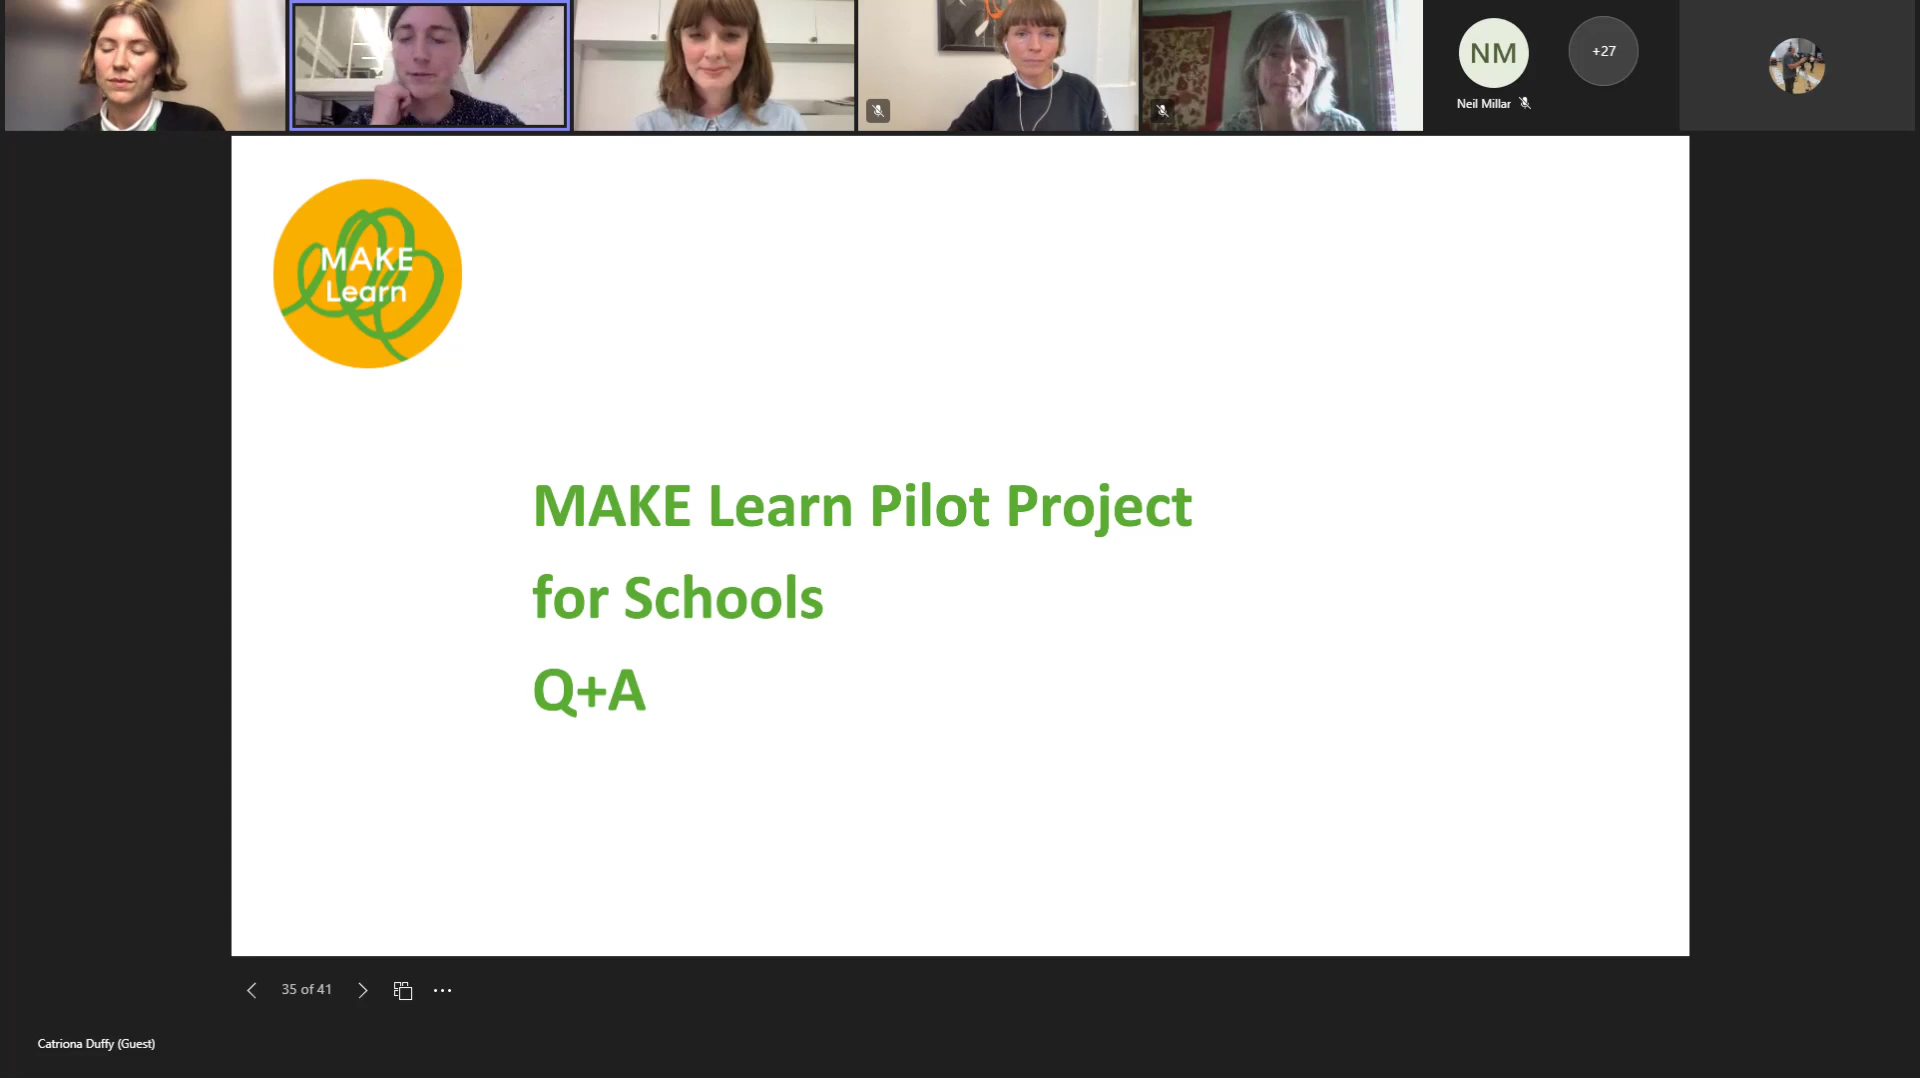 NM
+27
Neil Millar
MAKE
Learn
MAKE Learn Pilot Project
for Schools
Q+A
35 of 41
Catriona Duffy (Guest)